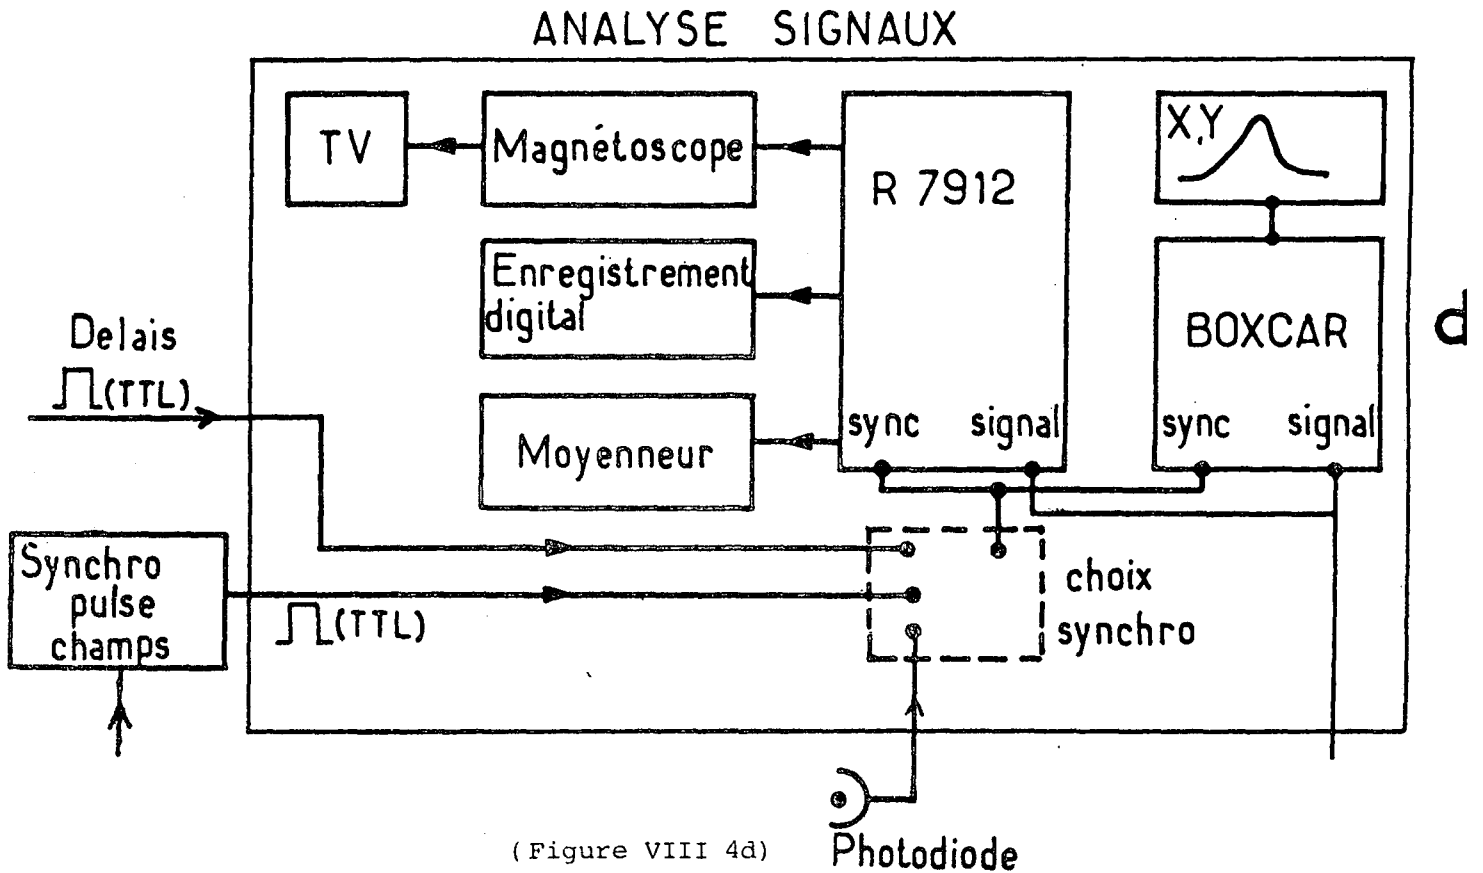 ANALYSE SIGNAUX
TV
Magnétoscope
R 7912
X,Y
Enregistrement
digital
BOXCAR
d
Delais
(TTL)
Moyenneur
sync signal
sync signal
Synchro
pulse
champs
(TTL)
choix
synchro
(Figure VIII 4d)
Photodiode